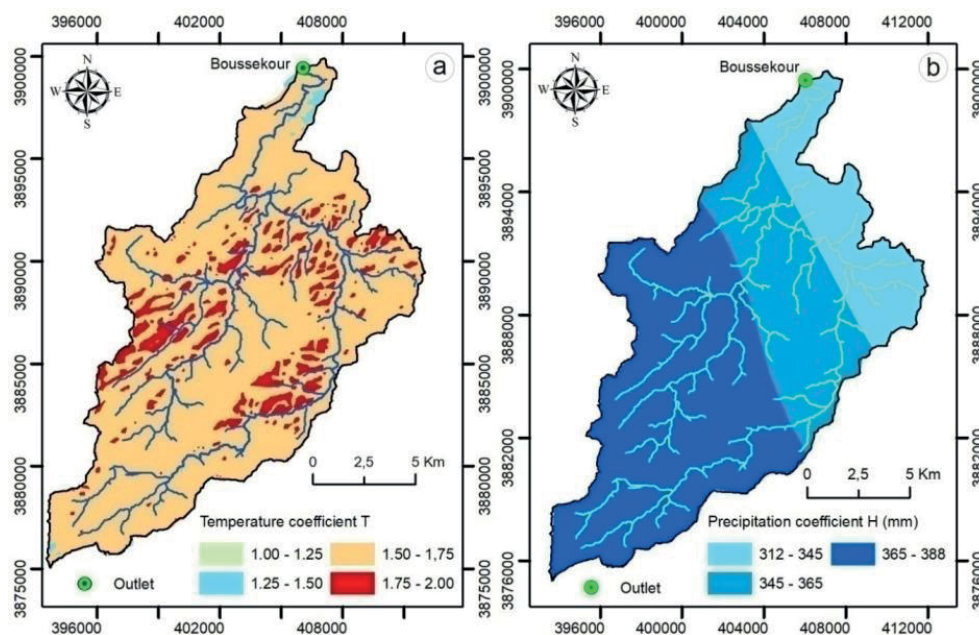 396000 402000 408000
3900000
3895000
3890000
3885000
3880000
3875000
Boussekour
a
N
W E
S
0 2,5 5 Km
Temperature coefficient T
1.00 - 1.25
1.50 - 1,75
Outlet
1.25 - 1.50
1.75 - 2.00
3900000
3895000
3890000
3885000
3880000
3875000
396000 402000 408000
396000 400000 404000 408000 412000
3900000
3894000
3888000
3882000
3876000
Boussekour
b
N
W E
S
0 2,5 5 Km
Precipitation coefficient H (mm)
312 - 345
365 - 388
Outlet
345 - 365
3900000
3894000
3888000
3882000
3876000
396000 400000 404000 408000 412000